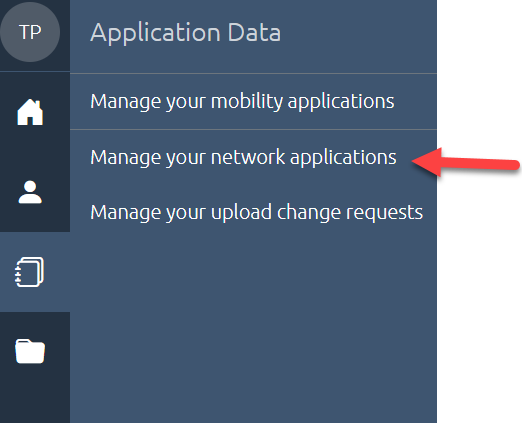 TP
Application Data
Manage your mobility applications
Manage your network applications
Manage your upload change requests